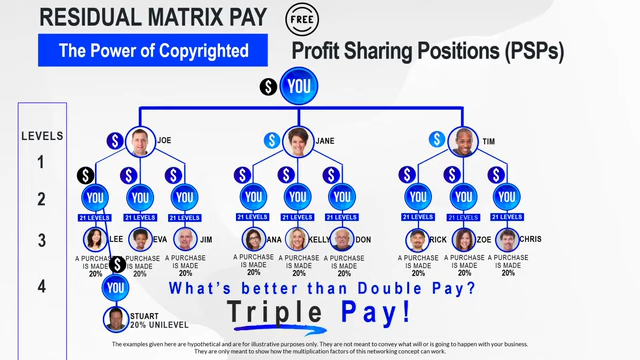 RESIDUAL MATRIX PAY
FREE
The Power of Copyrighted
Profit Sharing Positions (PSPs)
$ YOU
LEVELS
$ JOE
$ JANE
$ TIM
1
$ $ $ $ $ $ $ $ $
2
YOU YOU YOU YOU YOU YOU YOU YOU YOU
21 LEVELS 21 LEVELS 21 LEVELS 21 LEVELS 21 LEVELS 21 LEVELS 21 LEVELS 21 LEVELS 21 LEVELS
3
LEE EVA JIM ANA KELLY DON RICK ZOE CHRIS
A PURCHASE A PURCHASE A PURCHASE A PURCHASE A PURCHASE A PURCHASE A PURCHASE A PURCHASE A PURCHASE
IS MADE IS MADE IS MADE IS MADE IS MADE IS MADE IS MADE IS MADE IS MADE
20% 20% 20% 20% 20% 20% 20% 20% 20%
$
4
YOU
What's better than Double Pay?
Triple Pay!
STUART
20% UNILEVEL
The examples given here are hypothetical and are for illustrative purposes only. They are not meant to convey what will or is going to happen with your business.
They are only meant to show how the multiplication factors of this networking concept can work.